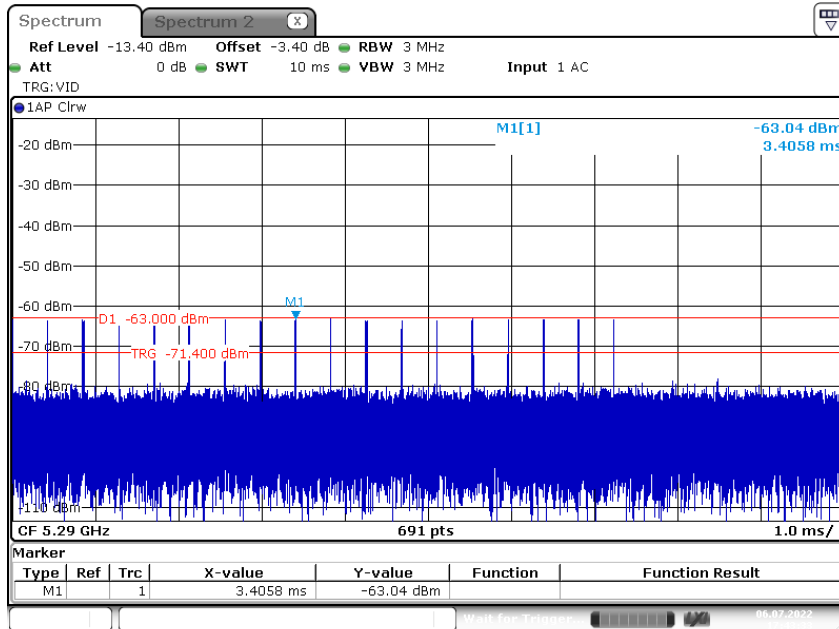 Spectrum Spectrum 2 X
Ref Level -13.40 dBm Offset -3.40 dB RBW 3 MHz
Att 0 dB SWT 10 ms VBW 3 MHz Input 1 AC
TRG:VID
1AP Clrw
M1[1] -63.04 dBm
3.4058 ms
-20 dBm
-30 dBm
-40 dBm
-50 dBm
-60 dBm
M1
D1 -63.000 dBm
-70 dBm
TRG -71.400 dBm
-80 dBm
-110 dBm
CF 5.29 GHz 691 pts 1.0 ms/
Marker
Type Ref Trc X-value Y-value Function Function Result
M1 1 3.4058 ms -63.04 dBm
Wait for Trigger... 06.07.2022